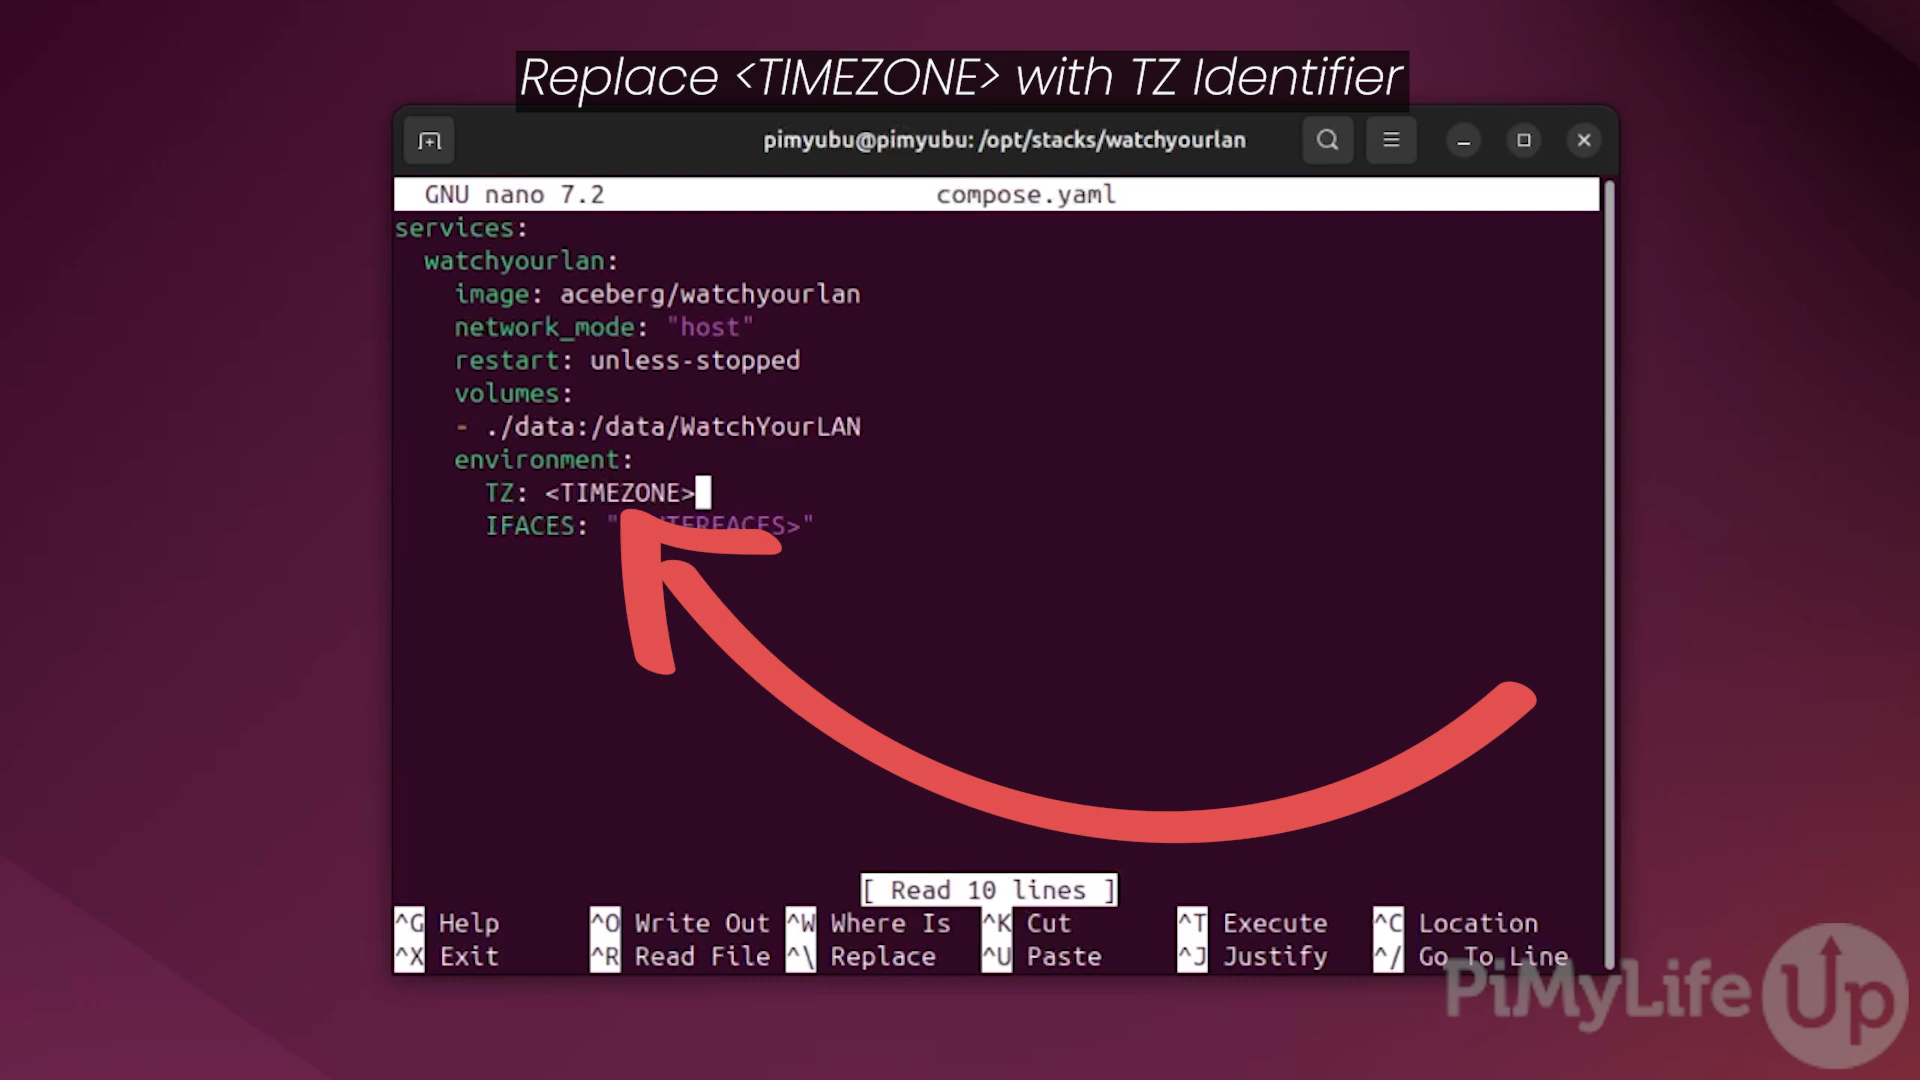 Replace <TIMEZONE> with TZ Identifier
pimyubu@pimyubu: /opt/stacks/watchyourlan
GNU nano 7.2 compose.yaml
services:
watchyourlan:
image: aceberg/watchyourlan
network_mode: "host"
restart: unless-stopped
volumes:
- ./data:/data/WatchYourLAN
environment:
TZ: <TIMEZONE>
IFACES: "
[ Read 10 lines ]
^G Help ^O Write Out ^W Where Is ^K Cut ^T Execute ^C Location
^X Exit ^R Read File ^\ Replace ^U Paste ^J Justify ^/ Go To Line
PiMyLifeUp